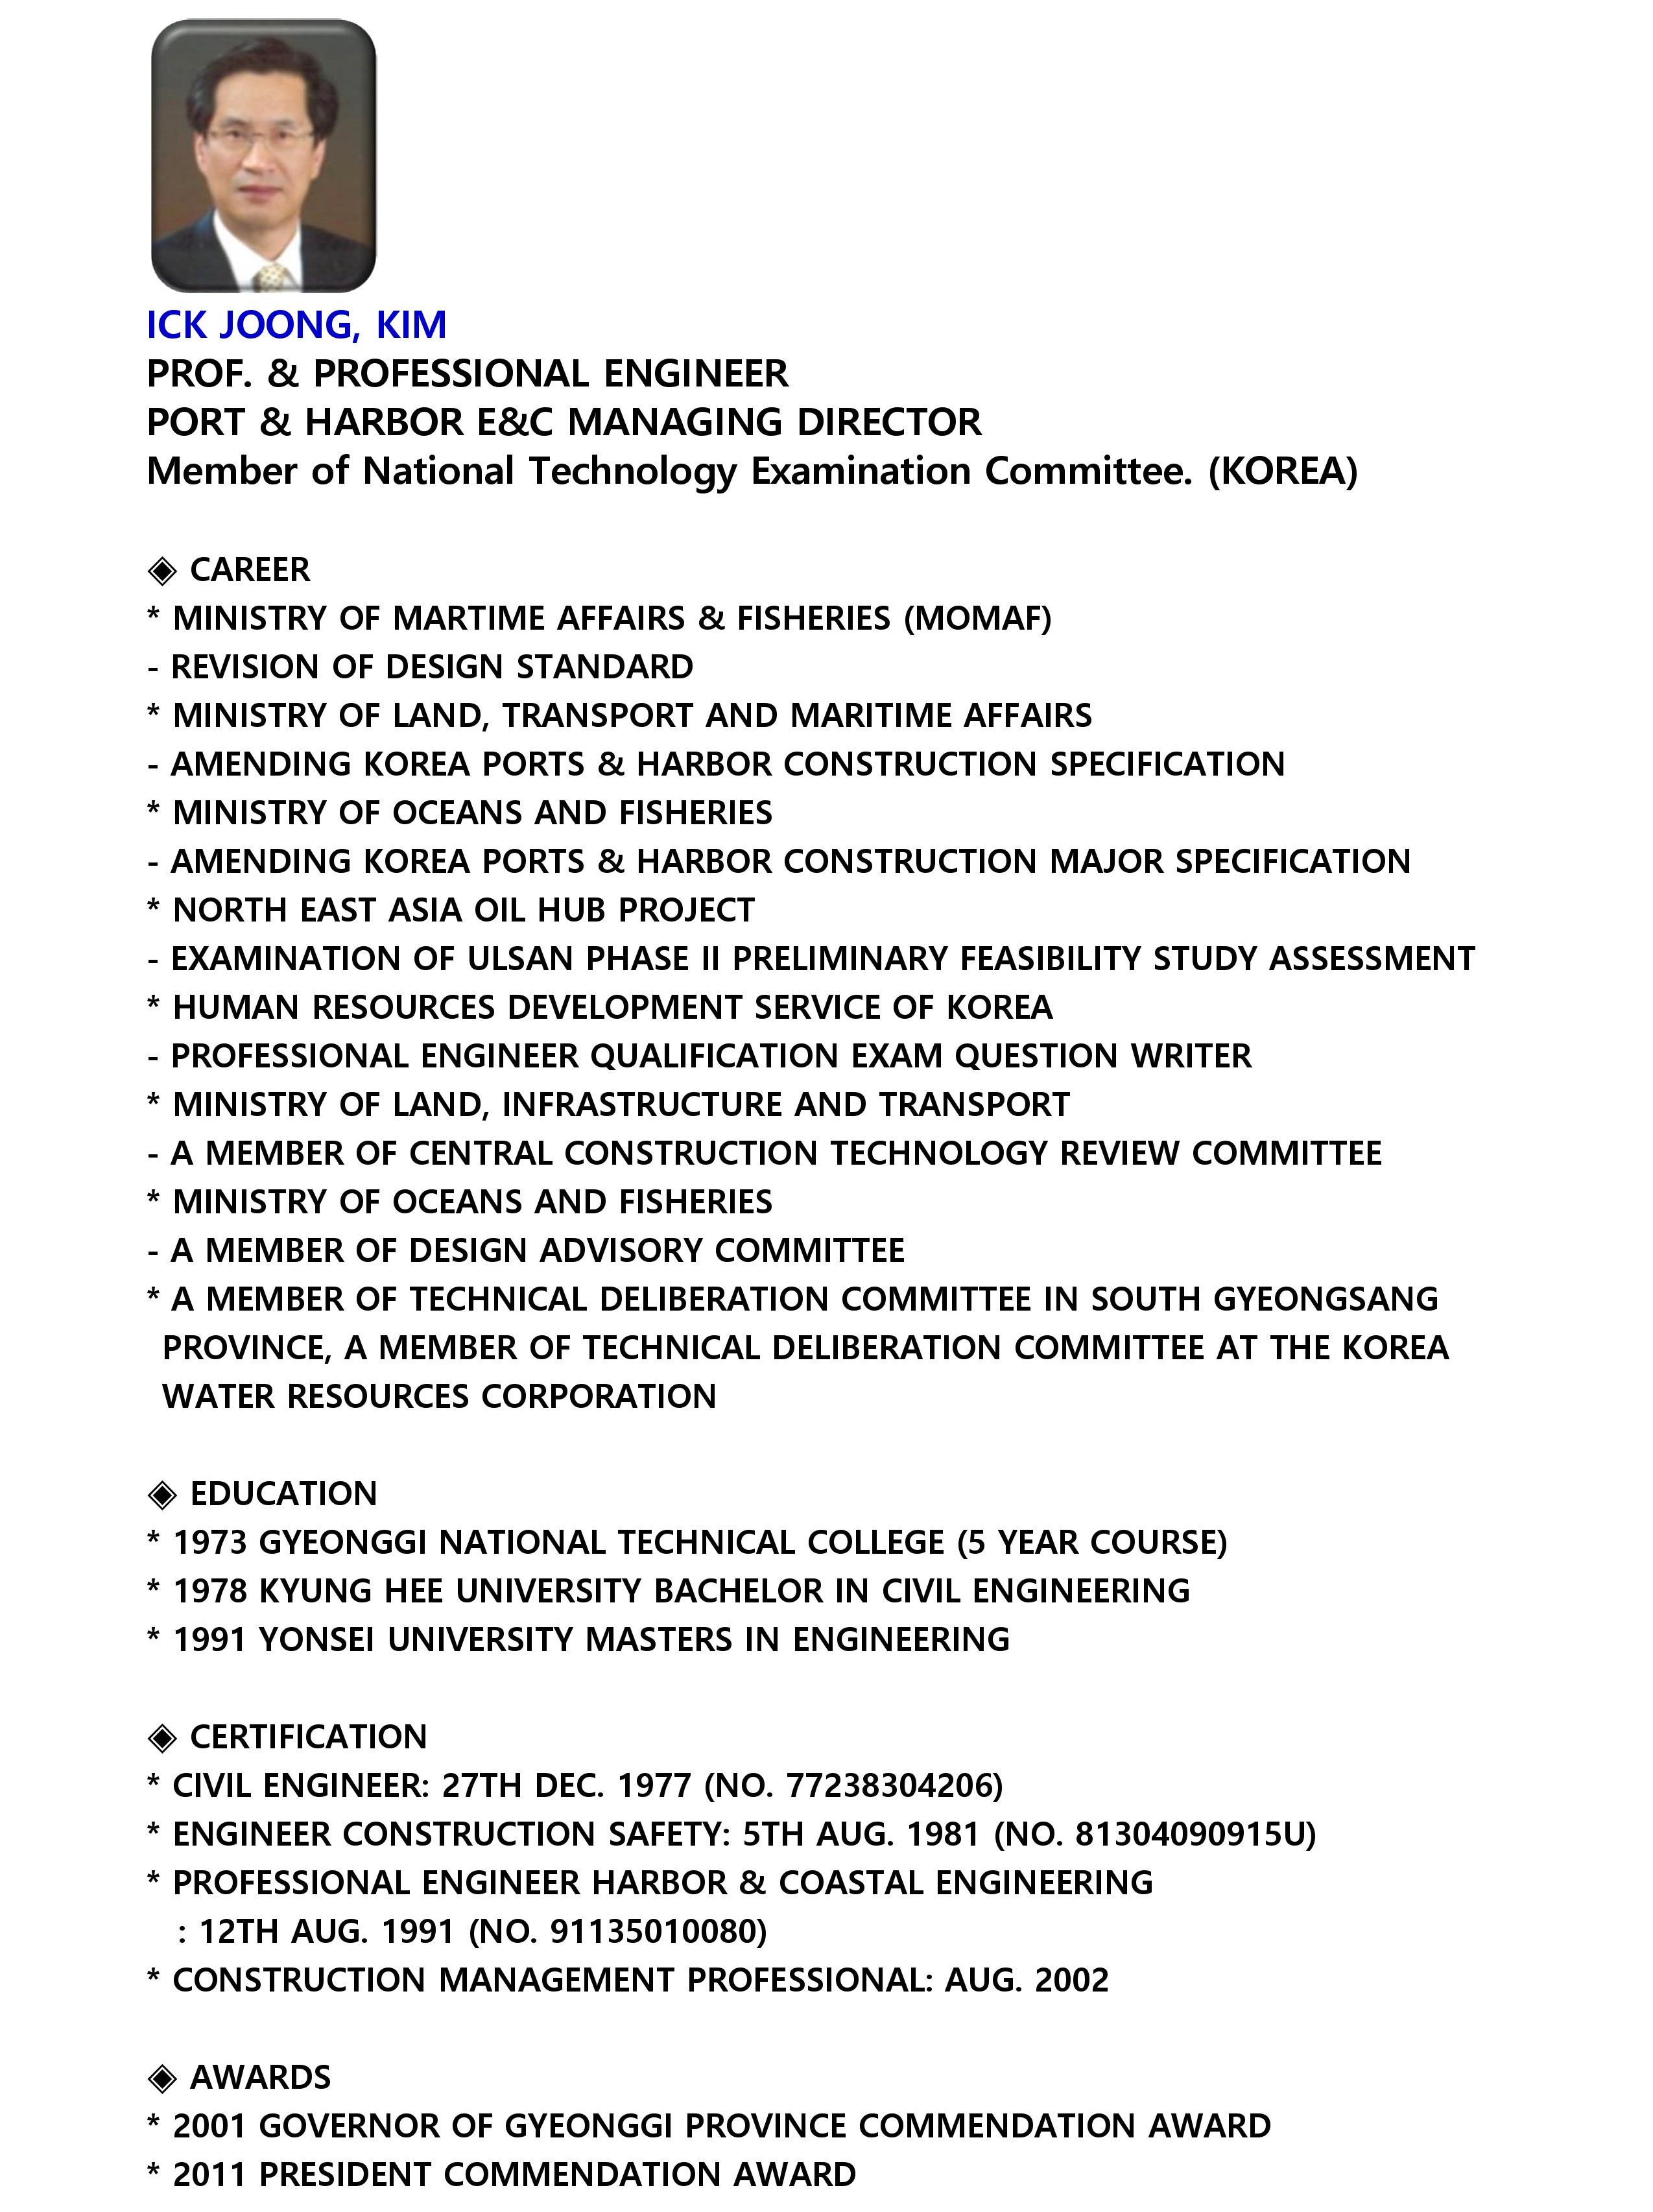 ICK JOONG, KIM
PROF. & PROFESSIONAL ENGINEER
PORT & HARBOR E&C MANAGING DIRECTOR
Member of National Technology Examination Committee. (KOREA)
◈ CAREER
* MINISTRY OF MARTIME AFFAIRS & FISHERIES (MOMAF)
- REVISION OF DESIGN STANDARD
* MINISTRY OF LAND, TRANSPORT AND MARITIME AFFAIRS
- AMENDING KOREA PORTS & HARBOR CONSTRUCTION SPECIFICATION
* MINISTRY OF OCEANS AND FISHERIES
- AMENDING KOREA PORTS & HARBOR CONSTRUCTION MAJOR SPECIFICATION
* NORTH EAST ASIA OIL HUB PROJECT
- EXAMINATION OF ULSAN PHASE II PRELIMINARY FEASIBILITY STUDY ASSESSMENT
* HUMAN RESOURCES DEVELOPMENT SERVICE OF KOREA
- PROFESSIONAL ENGINEER QUALIFICATION EXAM QUESTION WRITER
* MINISTRY OF LAND, INFRASTRUCTURE AND TRANSPORT
- A MEMBER OF CENTRAL CONSTRUCTION TECHNOLOGY REVIEW COMMITTEE
* MINISTRY OF OCEANS AND FISHERIES
- A MEMBER OF DESIGN ADVISORY COMMITTEE
* A MEMBER OF TECHNICAL DELIBERATION COMMITTEE IN SOUTH GYEONGSANG
PROVINCE, A MEMBER OF TECHNICAL DELIBERATION COMMITTEE AT THE KOREA
WATER RESOURCES CORPORATION
◈ EDUCATION
* 1973 GYEONGGI NATIONAL TECHNICAL COLLEGE (5 YEAR COURSE)
* 1978 KYUNG HEE UNIVERSITY BACHELOR IN CIVIL ENGINEERING
* 1991 YONSEI UNIVERSITY MASTERS IN ENGINEERING
◈ CERTIFICATION
* CIVIL ENGINEER: 27TH DEC. 1977 (NO. 77238304206)
* ENGINEER CONSTRUCTION SAFETY: 5TH AUG. 1981 (NO. 81304090915U)
* PROFESSIONAL ENGINEER HARBOR & COASTAL ENGINEERING
: 12TH AUG. 1991 (NO. 91135010080)
* CONSTRUCTION MANAGEMENT PROFESSIONAL: AUG. 2002
◈ AWARDS
* 2001 GOVERNOR OF GYEONGGI PROVINCE COMMENDATION AWARD
* 2011 PRESIDENT COMMENDATION AWARD